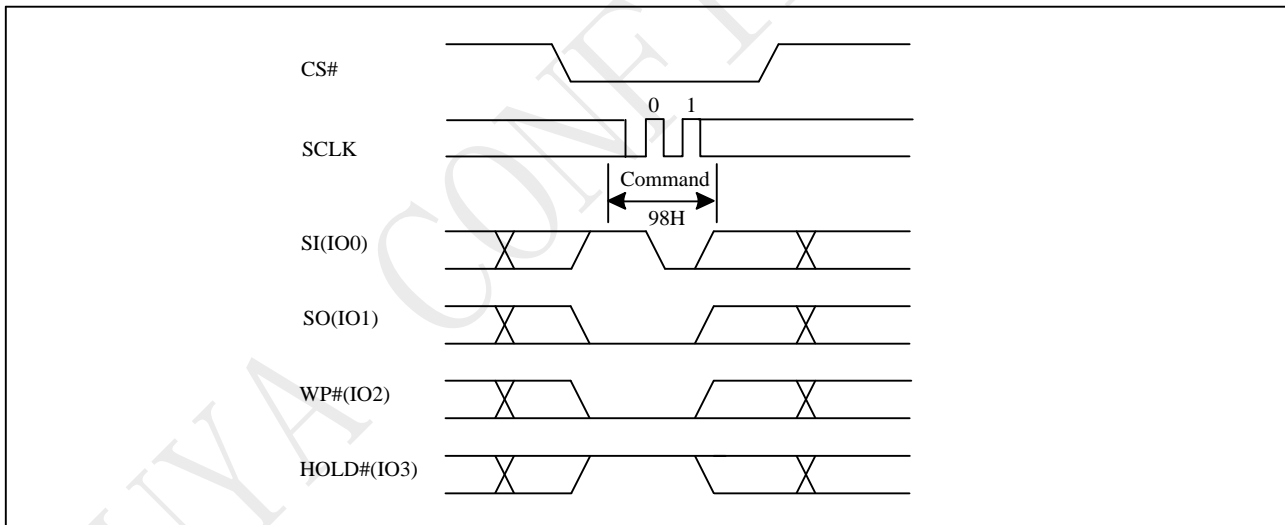 CS#
0 1
SCLK
Command
98H
SI(IO0)
SO(IO1)
WP#(IO2)
HOLD#(IO3)